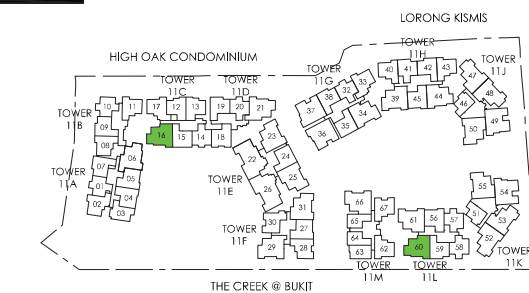 LORONG KISMIS
HIGH OAK CONDOMINIUM
TOWER
11H
TOWER
11G
TOWER
11J
TOWER
11C
TOWER
11D
TOWER
11B
TOWER
11A
TOWER
11E
TOWER
11F
TOWER
11M
TOWER
11L
TOWER
11K
10 11 17 12 13 19 20 21
09 16 15 14 18 23
08 06 22 24
07 05 26 25
01 04
02 03
31
30 27
29 28
37 38 32 33
36 35 34
40 41 42 43
39 45 44
47
46 48
50 49
66 67
65
64
63 62
61 56 57
60 59 58
55 54
51 53
52
THE CREEK @ BUKIT